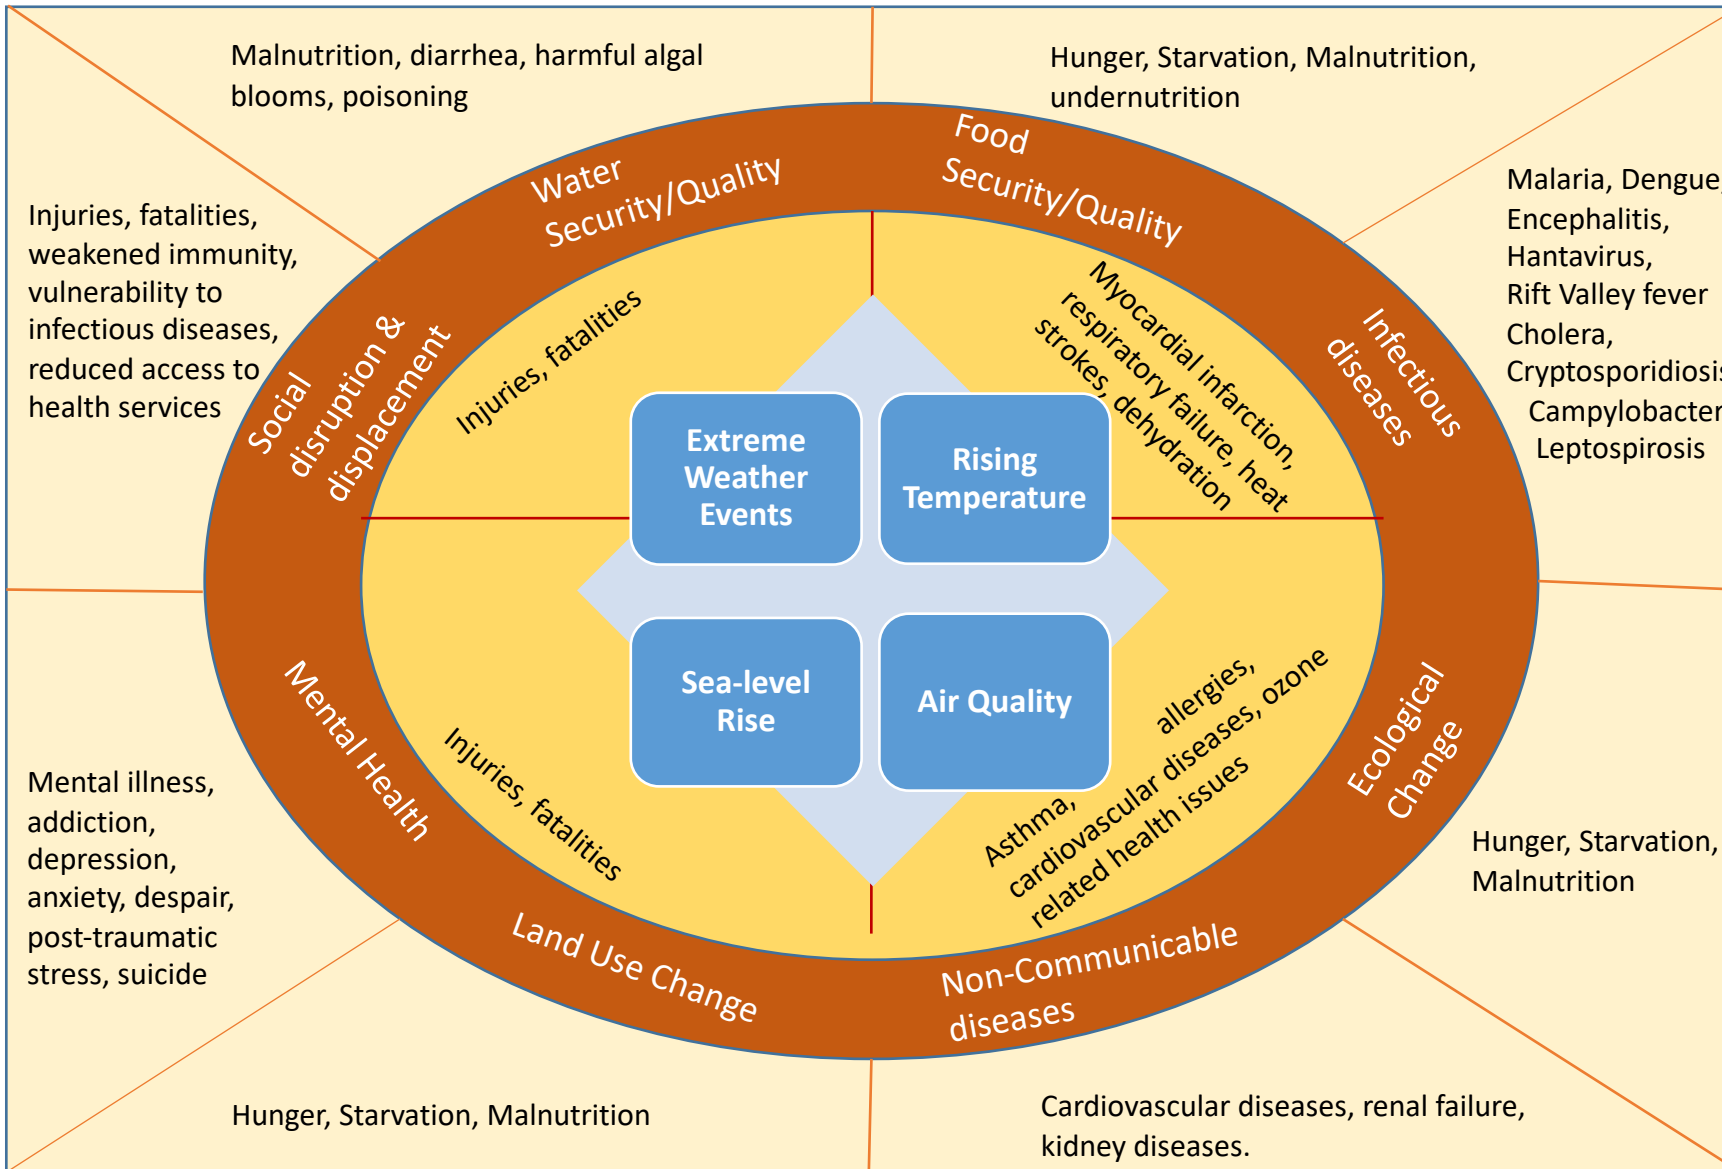 Malnutrition, diarrhea, harmful algal
blooms, poisoning
Hunger, Starvation, Malnutrition,
undernutrition
Water
Security/Quality
Food
Security/Quality
Injuries, fatalities,
weakened immunity,
vulnerability to
infectious diseases,
reduced access to
health services
Malaria, Dengue,
Encephalitis,
Hantavirus,
Rift Valley fever
Cholera,
Cryptosporidiosis
Campylobacter
Leptospirosis
Social
disruption &
displacement
Infectious
diseases
Injuries, fatalities
Myocardial infarction,
respiratory failure, heat
strokes, dehydration
Extreme
Weather
Events
Rising
Temperature
Sea-level
Rise
Air Quality
Injuries, fatalities
Asthma, allergies,
cardiovascular diseases, ozone
related health issues
Mental Health
Ecological
Change
Mental illness,
addiction,
depression,
anxiety, despair,
post-traumatic
stress, suicide
Hunger, Starvation,
Malnutrition
Land Use Change
Non-Communicable
diseases
Hunger, Starvation, Malnutrition
Cardiovascular diseases, renal failure,
kidney diseases.